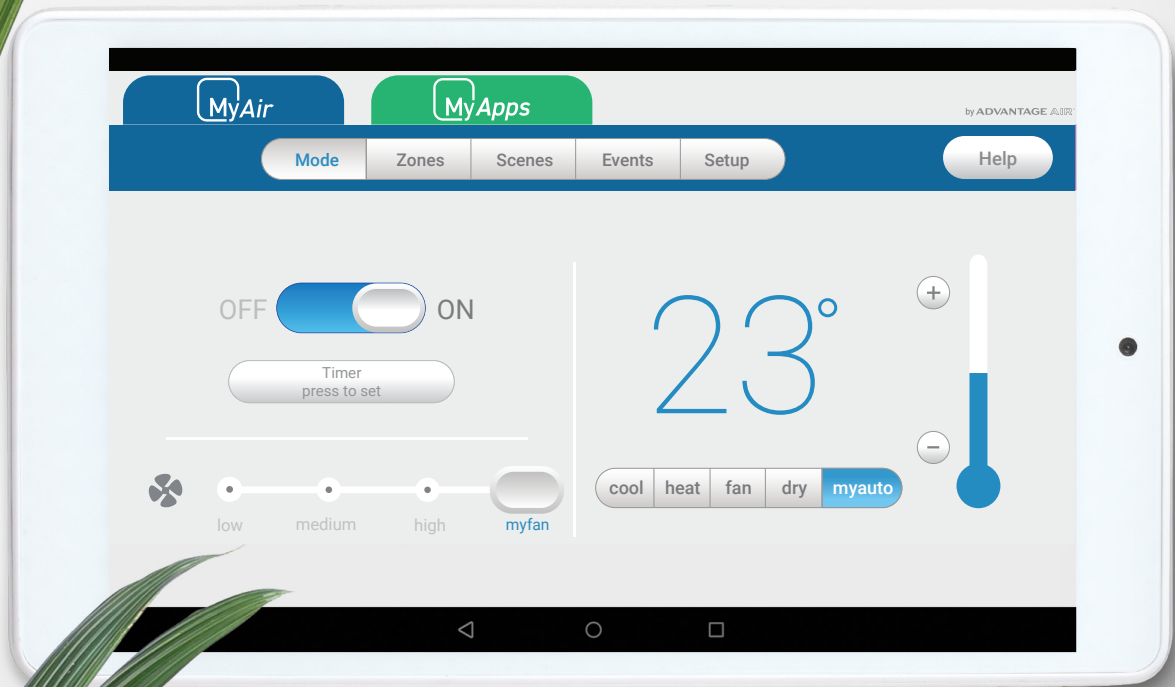 MyAir
MyApps
by ADVANTAGE AIR
Mode
Zones
Scenes
Events
Setup
Help
OFF
ON
Timer
press to set
low
medium
high
myfan
23°
+
−
cool
heat
fan
dry
myauto